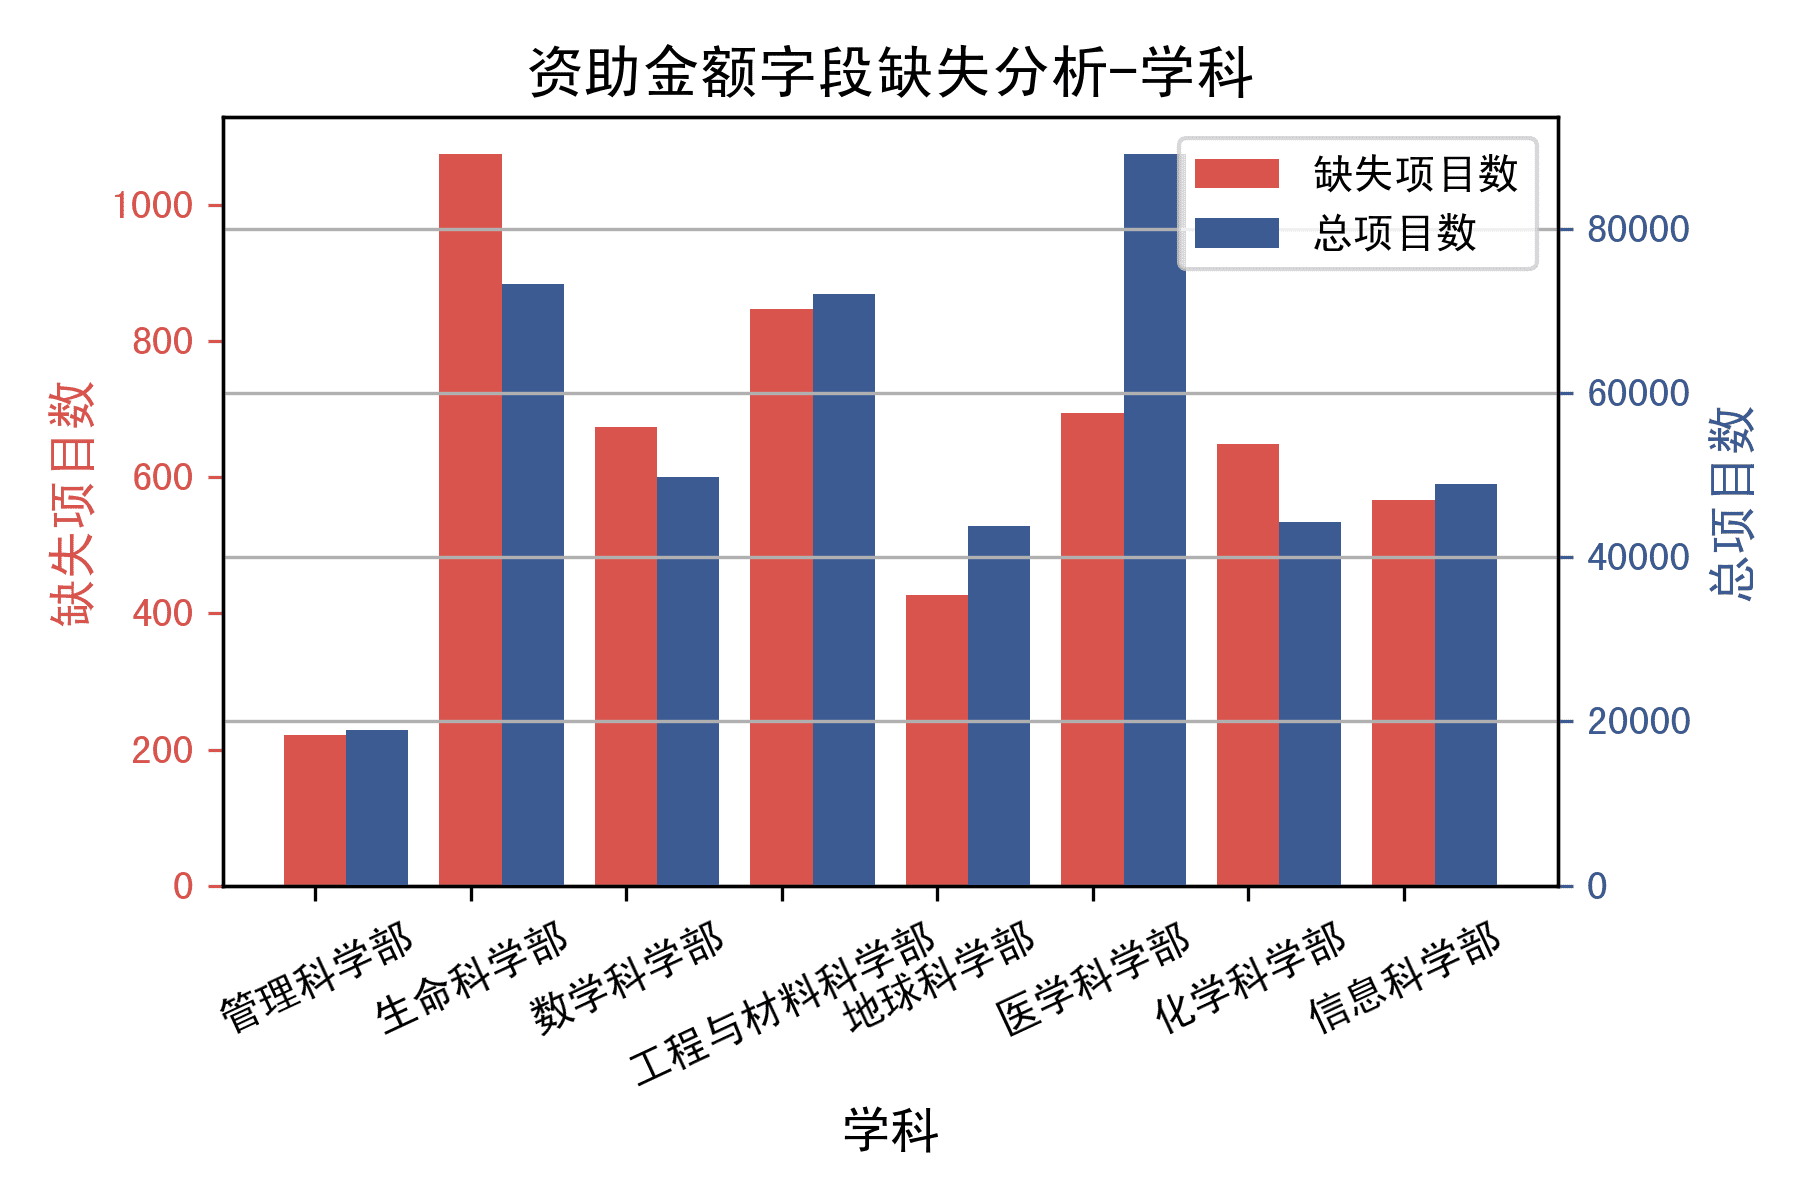 资助金额字段缺失分析-学科
缺失项目数
总项目数
1000
800
600
400
200
0
缺失项目数
80000
60000
40000
20000
0
总项目数
管理科学部
生命科学部
数学科学部
工程与材料科学部
地球科学部
医学科学部
化学科学部
信息科学部
学科